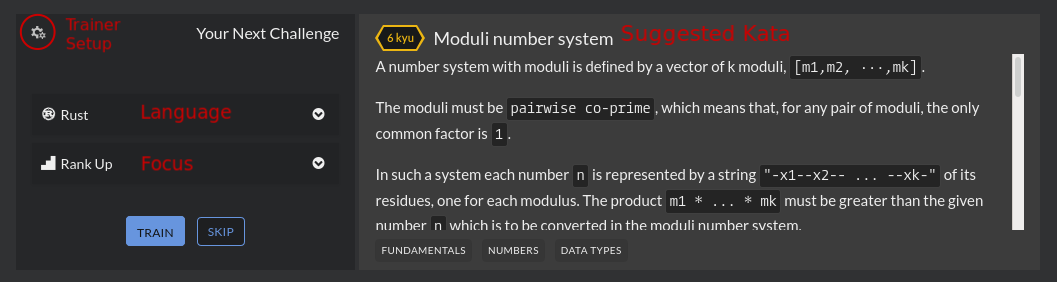 Trainer
Setup
Your Next Challenge
Rust
Language
Rank Up
Focus
TRAIN
SKIP
6 kyu
Moduli number system
Suggested Kata
A number system with moduli is defined by a vector of k moduli, [m1,m2, ···,mk].
The moduli must be pairwise co-prime, which means that, for any pair of moduli, the only
common factor is 1.
In such a system each number n is represented by a string "-x1--x2-- ... --xk-" of its
residues, one for each modulus. The product m1 * ... * mk must be greater than the given
number n which is to be converted in the moduli number system.
FUNDAMENTALS
NUMBERS
DATA TYPES